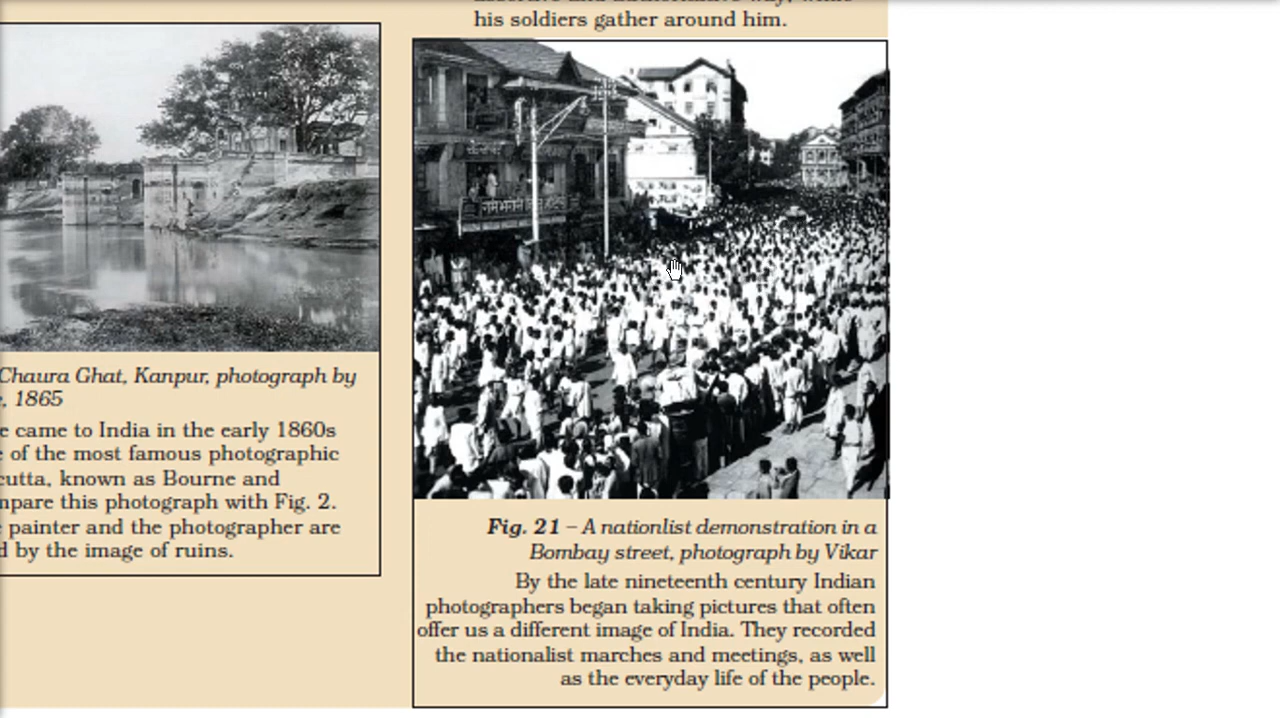 his soldiers gather around him.
Chaura Ghat, Kanpur, photograph by
, 1865
came to India in the early 1860s
of the most famous photographic
known as Bourne and
this photograph with Fig. 2.
painter and the photographer are
by the image of ruins.
Fig. 21 – A nationlist demonstration in a
Bombay street, photograph by Vikar
By the late nineteenth century Indian
photographers began taking pictures that often
offer us a different image of India. They recorded
the nationalist marches and meetings, as well
as the everyday life of the people.